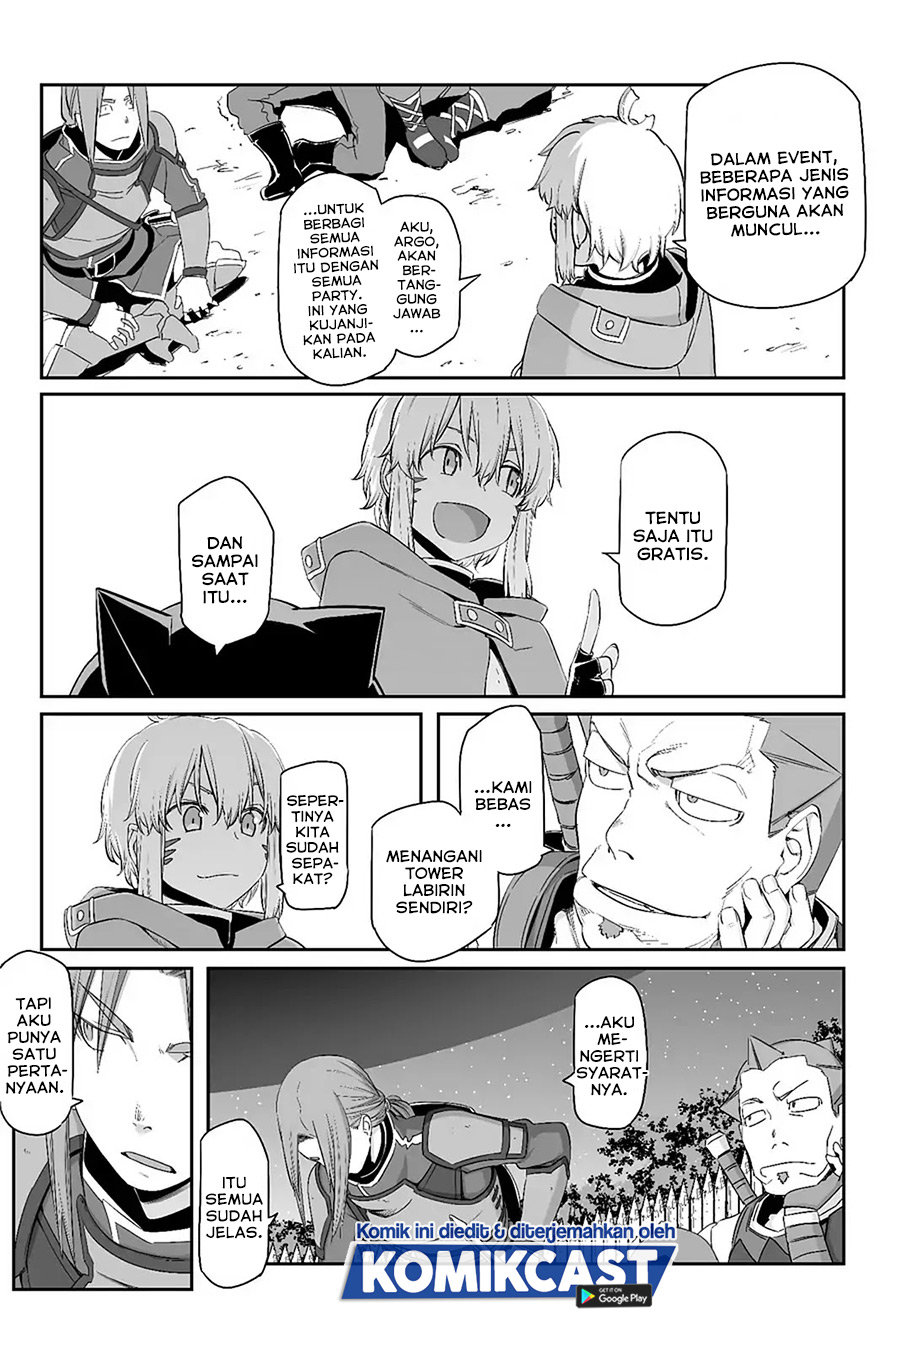 DALAM EVENT,
BEBERAPA JENIS
INFORMASI YANG
BERGUNA AKAN
MUNCUL...
AKU,
ARGO,
AKAN
BER-
TANG-
GUNG
JAWAB
...
...UNTUK
BERBAGI
SEMUA
INFORMASI
ITU DENGAN
SEMUA
PARTY.
INI YANG
KUJANJI-
KAN PADA
KALIAN.
TENTU
SAJA ITU
GRATIS.
DAN
SAMPAI
SAAT
ITU...
...KAMI
BEBAS
...
MENANGANI
TOWER
LABIRIN
SENDIRI?
SEPER-
TINYA
KITA
SUDAH
SEPA-
KAT?
...AKU
ME-
NGERTI
SYARAT-
NYA.
ITU
SEMUA
SUDAH
JELAS.
TAPI
AKU
PUNYA
SATU
PERTA-
NYAAN.
Komik ini diedit & diterjemahkan oleh
KOMIKCAST
GET IT ON
Google Play